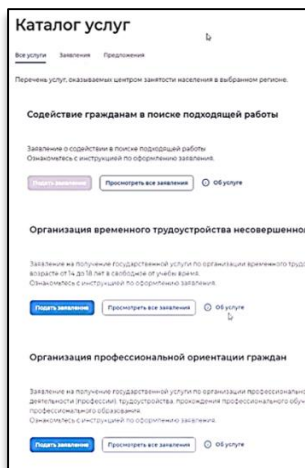 Каталог услуг
Все услуги Заявления Предложения
Перечень услуг, оказываемых центром занятости населения в выбранном регионе.
Содействие гражданам в поиске подходящей работы
Заявление о содействии в поиске подходящей работы
Ознакомьтесь с инструкцией по оформлению заявления.
Подать заявление Просмотреть все заявления Об услуге
Организация временного трудоустройства несовершенно
Заявление на получение государственной услуги по организации временного трудо
возрасте от 14 до 18 лет в свободное от учебы время.
Ознакомьтесь с инструкцией по оформлению заявления.
Подать заявление Просмотреть все заявления Об услуге
Организация профессиональной ориентации граждан
Заявление на получение государственной услуги по организации профессионально
деятельности (профессии), трудоустройства, прохождения профессионального обуч
профессионального образования.
Ознакомьтесь с инструкцией по оформлению заявления.
Подать заявление Просмотреть все заявления Об услуге